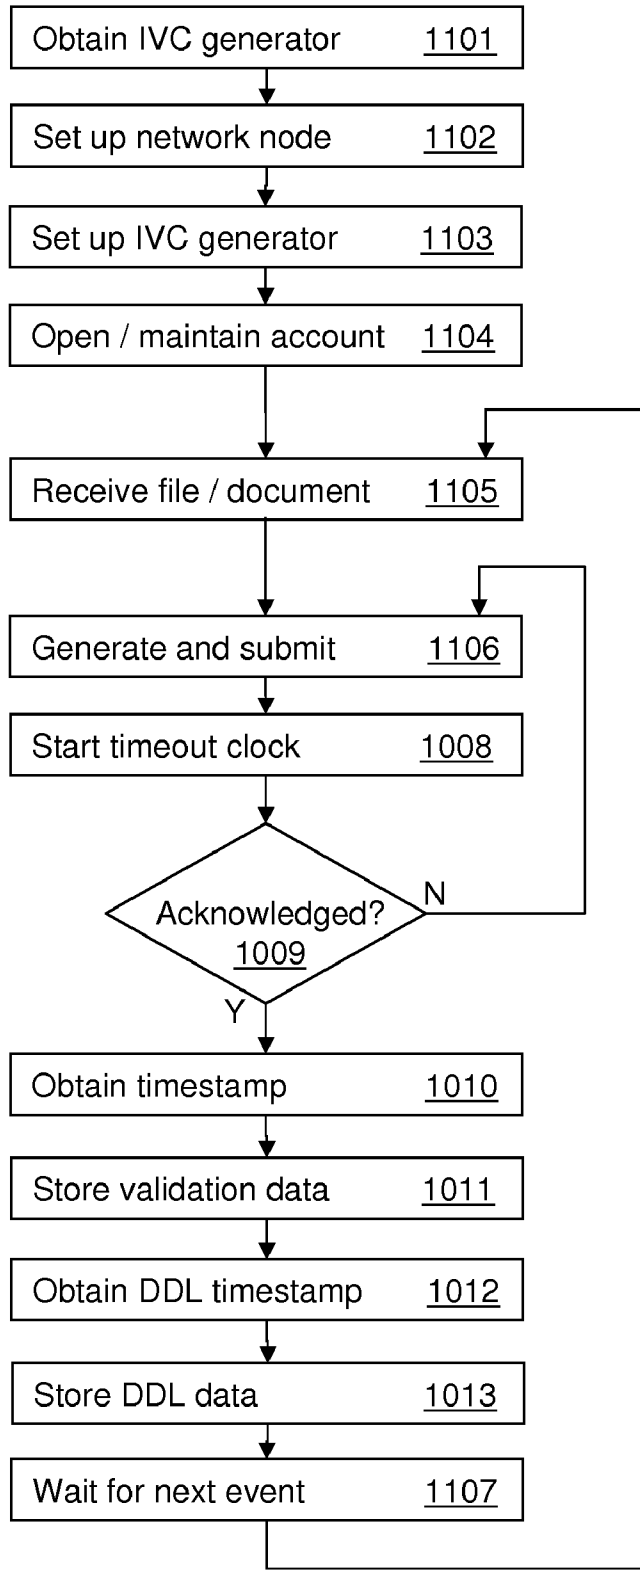 Obtain IVC generator 1101
Set up network node 1102
Set up IVC generator 1103
Open / maintain account 1104
Receive file / document 1105
Generate and submit 1106
Start timeout clock 1008
N
Acknowledged?
1009
Y
Obtain timestamp 1010
Store validation data 1011
Obtain DDL timestamp 1012
Store DDL data 1013
Wait for next event 1107